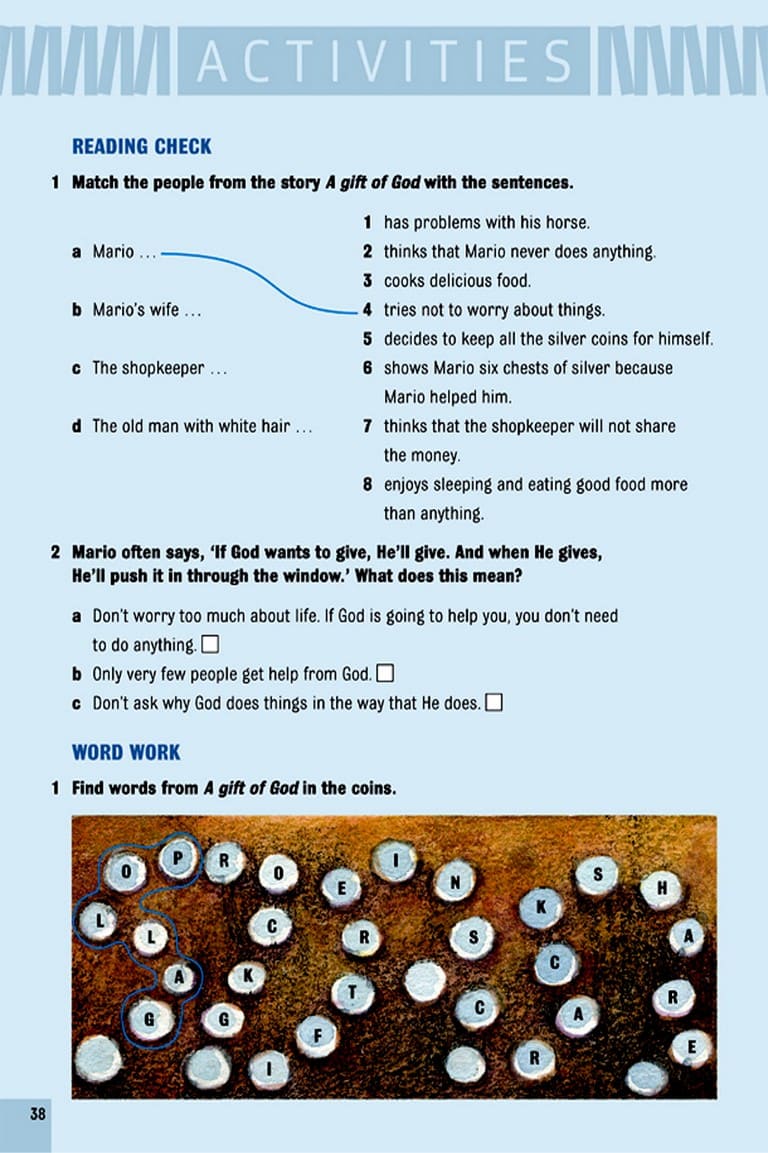 ACTIVITIES
READING CHECK
1 Match the people from the story A gift of God with the sentences.
1 has problems with his horse.
a Mario ... 2 thinks that Mario never does anything.
3 cooks delicious food.
b Mario's wife ... 4 tries not to worry about things.
5 decides to keep all the silver coins for himself.
c The shopkeeper ... 6 shows Mario six chests of silver because
Mario helped him.
d The old man with white hair ... 7 thinks that the shopkeeper will not share
the money.
8 enjoys sleeping and eating good food more
than anything.
2 Mario often says, 'If God wants to give, He'll give. And when He gives,
He'll push it in through the window.' What does this mean?
a Don't worry too much about life. If God is going to help you, you don't need
to do anything.
b Only very few people get help from God.
c Don't ask why God does things in the way that He does.
WORD WORK
1 Find words from A gift of God in the coins.
O P R O E I N S H
L L C R S K A
A K T C C A R
G G F I R E
38